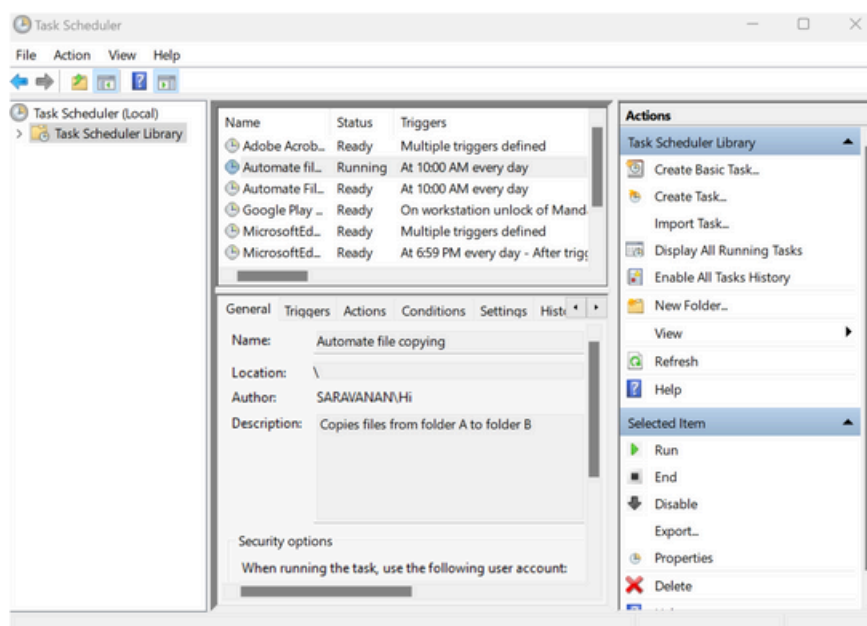 Task Scheduler
File Action View Help
Task Scheduler (Local)
Task Scheduler Library
Name Status Triggers
Adobe Acrob... Ready Multiple triggers defined
Automate fil... Running At 10:00 AM every day
Automate Fil... Ready At 10:00 AM every day
Google Play ... Ready On workstation unlock of Mand
MicrosoftEd... Ready Multiple triggers defined
MicrosoftEd... Ready At 6:59 PM every day - After trigg
General Triggers Actions Conditions Settings Histo
Name: Automate file copying
Location: \
Author: SARAVANAN\Hi
Description: Copies files from folder A to folder B
Security options
When running the task, use the following user account:
Actions
Task Scheduler Library
Create Basic Task...
Create Task...
Import Task...
Display All Running Tasks
Enable All Tasks History
New Folder...
View
Refresh
Help
Selected Item
Run
End
Disable
Export...
Properties
Delete